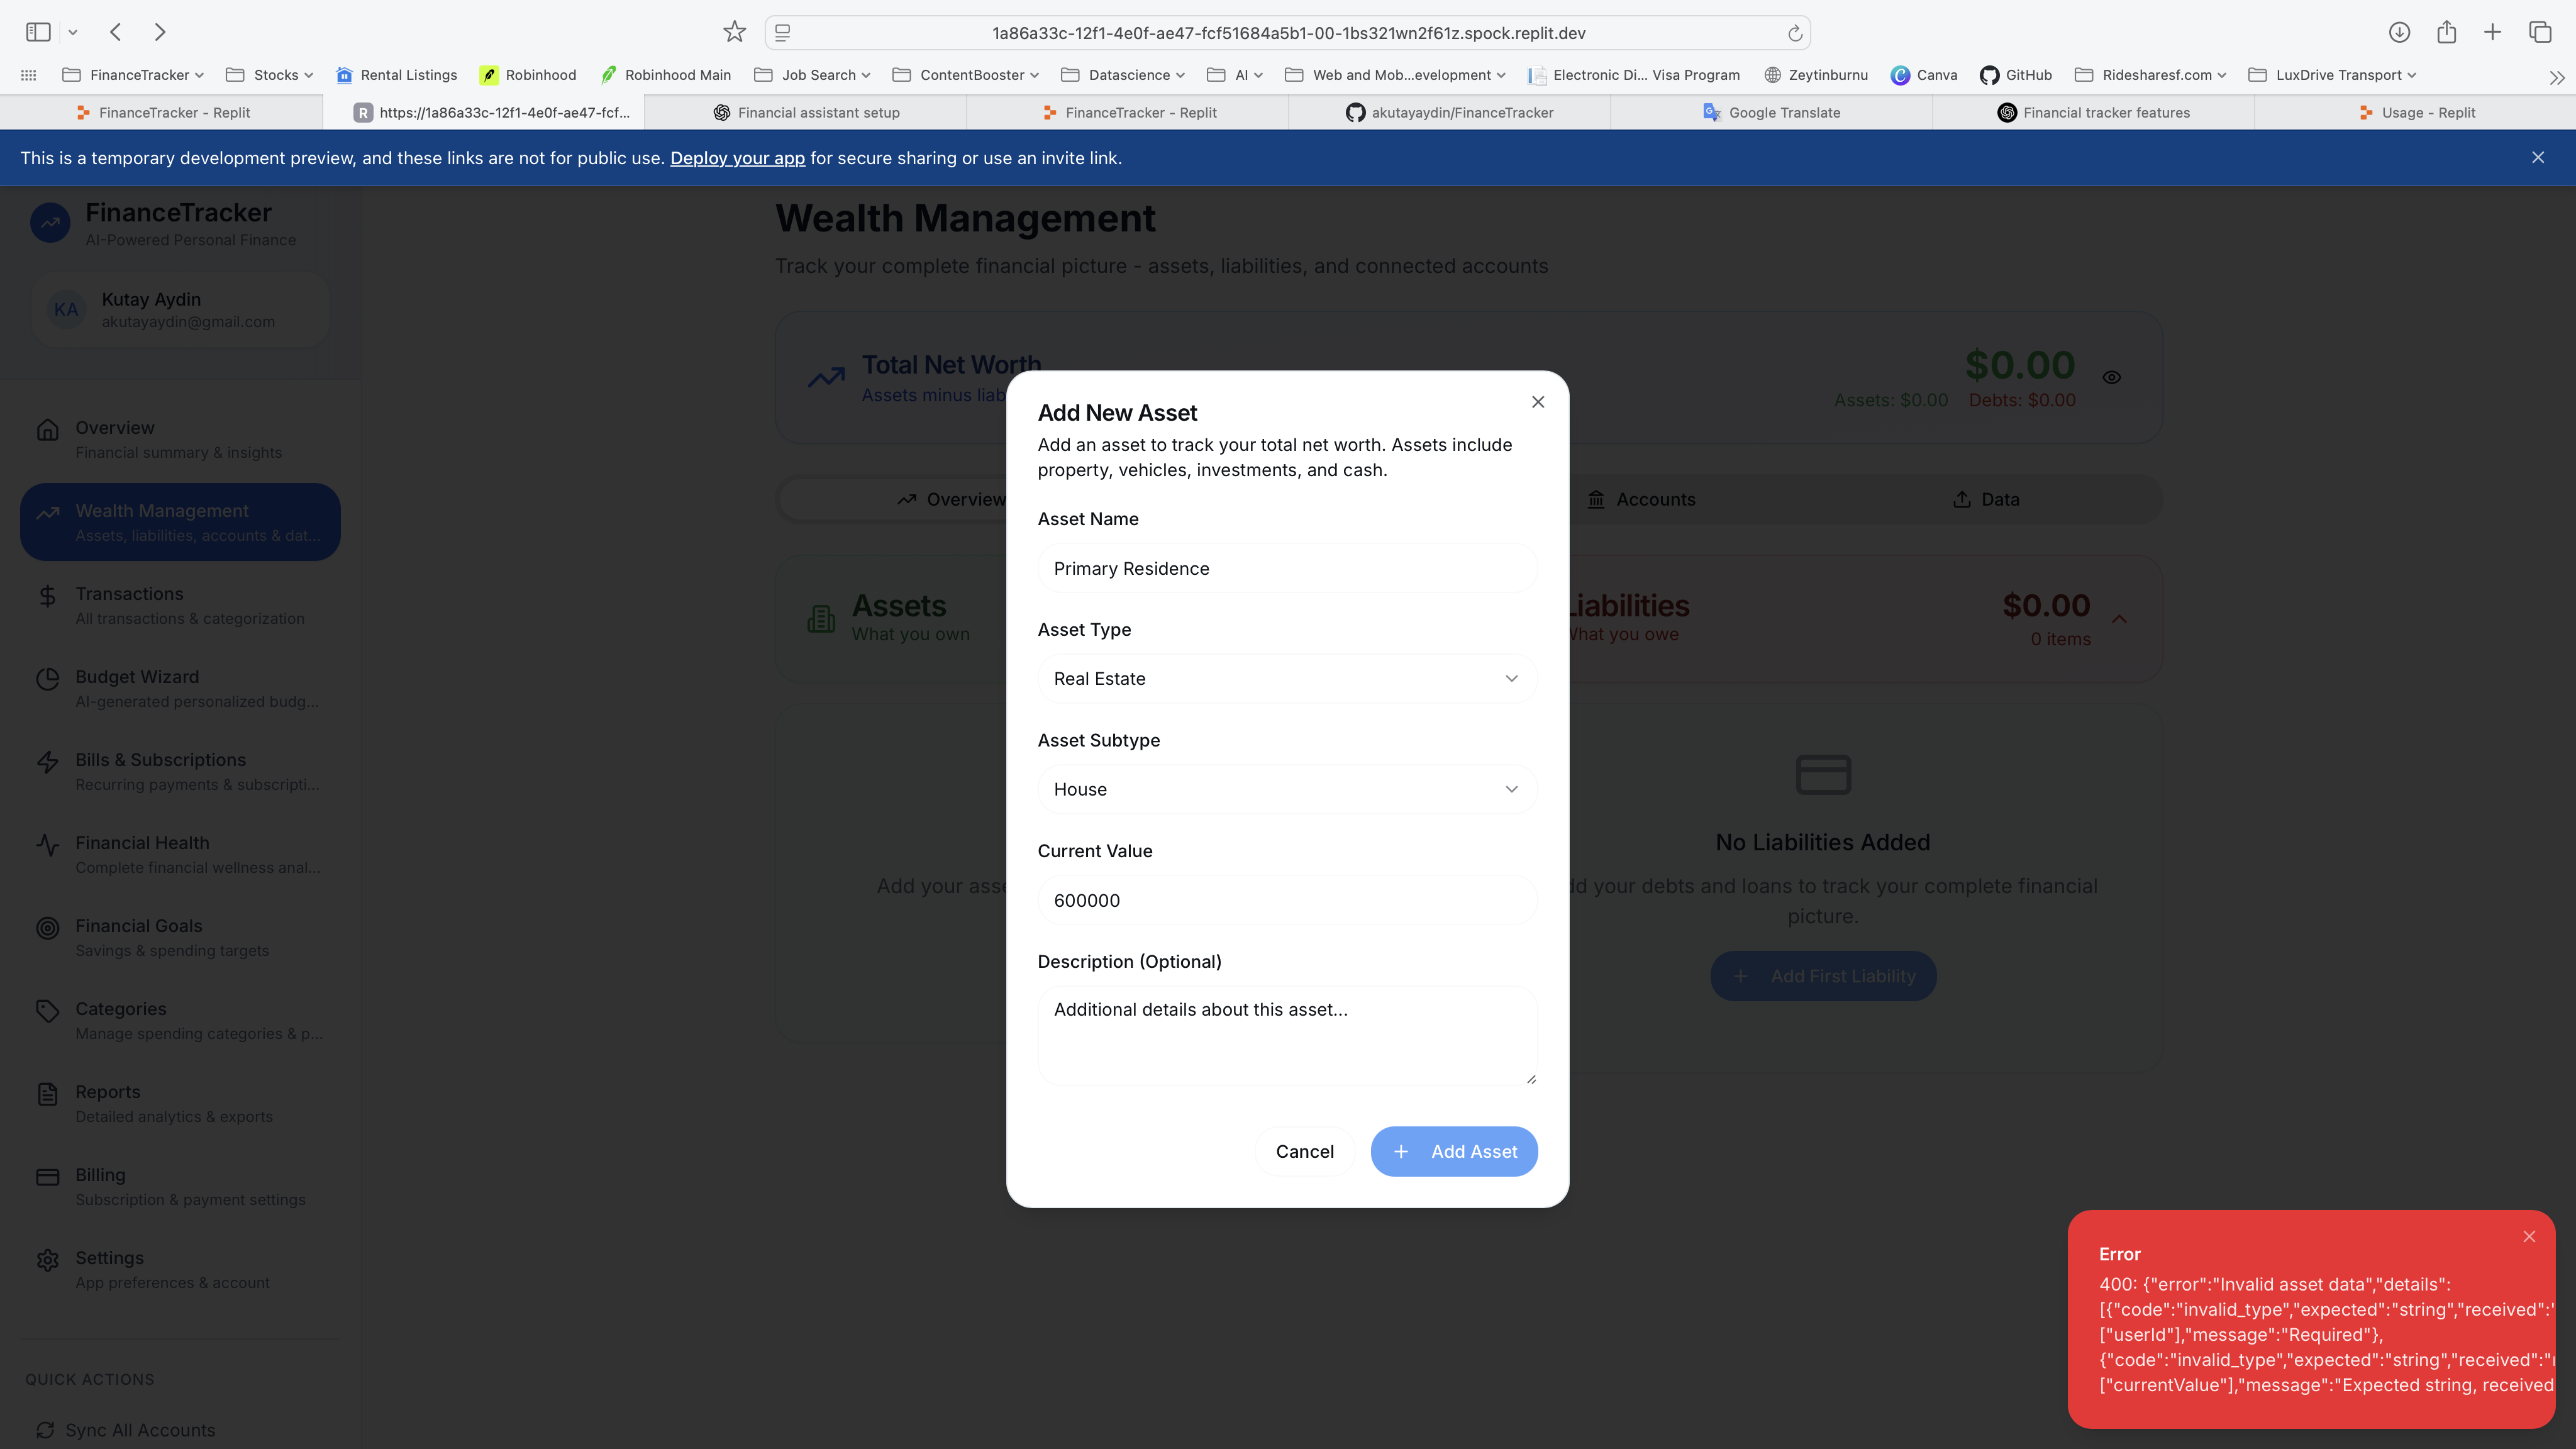 1a86a33c-12f1-4e0f-ae47-fcf51684a5b1-00-1bs321wn2f61z.spock.replit.dev
FinanceTracker Stocks Rental Listings Robinhood Robinhood Main Job Search ContentBooster Datascience AI Web and Mob...evelopment Electronic Di... Visa Program Zeytinburnu Canva GitHub Ridesharesf.com LuxDrive Transport
FinanceTracker - Replit R https://1a86a33c-12f1-4e0f-ae47-fcf... Financial assistant setup FinanceTracker - Replit akutayaydin/FinanceTracker Google Translate Financial tracker features Usage - Replit
This is a temporary development preview, and these links are not for public use. Deploy your app for secure sharing or use an invite link.
FinanceTracker
AI-Powered Personal Finance
KA
Kutay Aydin
akutayaydin@gmail.com
Overview
Financial summary & insights
Wealth Management
Assets, liabilities, accounts & dat...
Transactions
All transactions & categorization
Budget Wizard
AI-generated personalized budg...
Bills & Subscriptions
Recurring payments & subscripti...
Financial Health
Complete financial wellness anal...
Financial Goals
Savings & spending targets
Categories
Manage spending categories & p...
Reports
Detailed analytics & exports
Billing
Subscription & payment settings
Settings
App preferences & account
QUICK ACTIONS
Sync All Accounts
Wealth Management
Track your complete financial picture - assets, liabilities, and connected accounts
Total Net Worth
Assets minus liab
$0.00
Assets: $0.00 Debts: $0.00
Overview Accounts Data
Assets
What you own
Liabilities
What you owe
$0.00
0 items
Add your asse
No Liabilities Added
dd your debts and loans to track your complete financial
picture.
+ Add First Liability
Add New Asset
Add an asset to track your total net worth. Assets include
property, vehicles, investments, and cash.
Asset Name
Primary Residence
Asset Type
Real Estate
Asset Subtype
House
Current Value
600000
Description (Optional)
Additional details about this asset...
Cancel
+ Add Asset
Error
400: {"error":"Invalid asset data","details":
[{"code":"invalid_type","expected":"string","received":"
["userId"],"message":"Required"},
{"code":"invalid_type","expected":"string","received":"
["currentValue"],"message":"Expected string, received